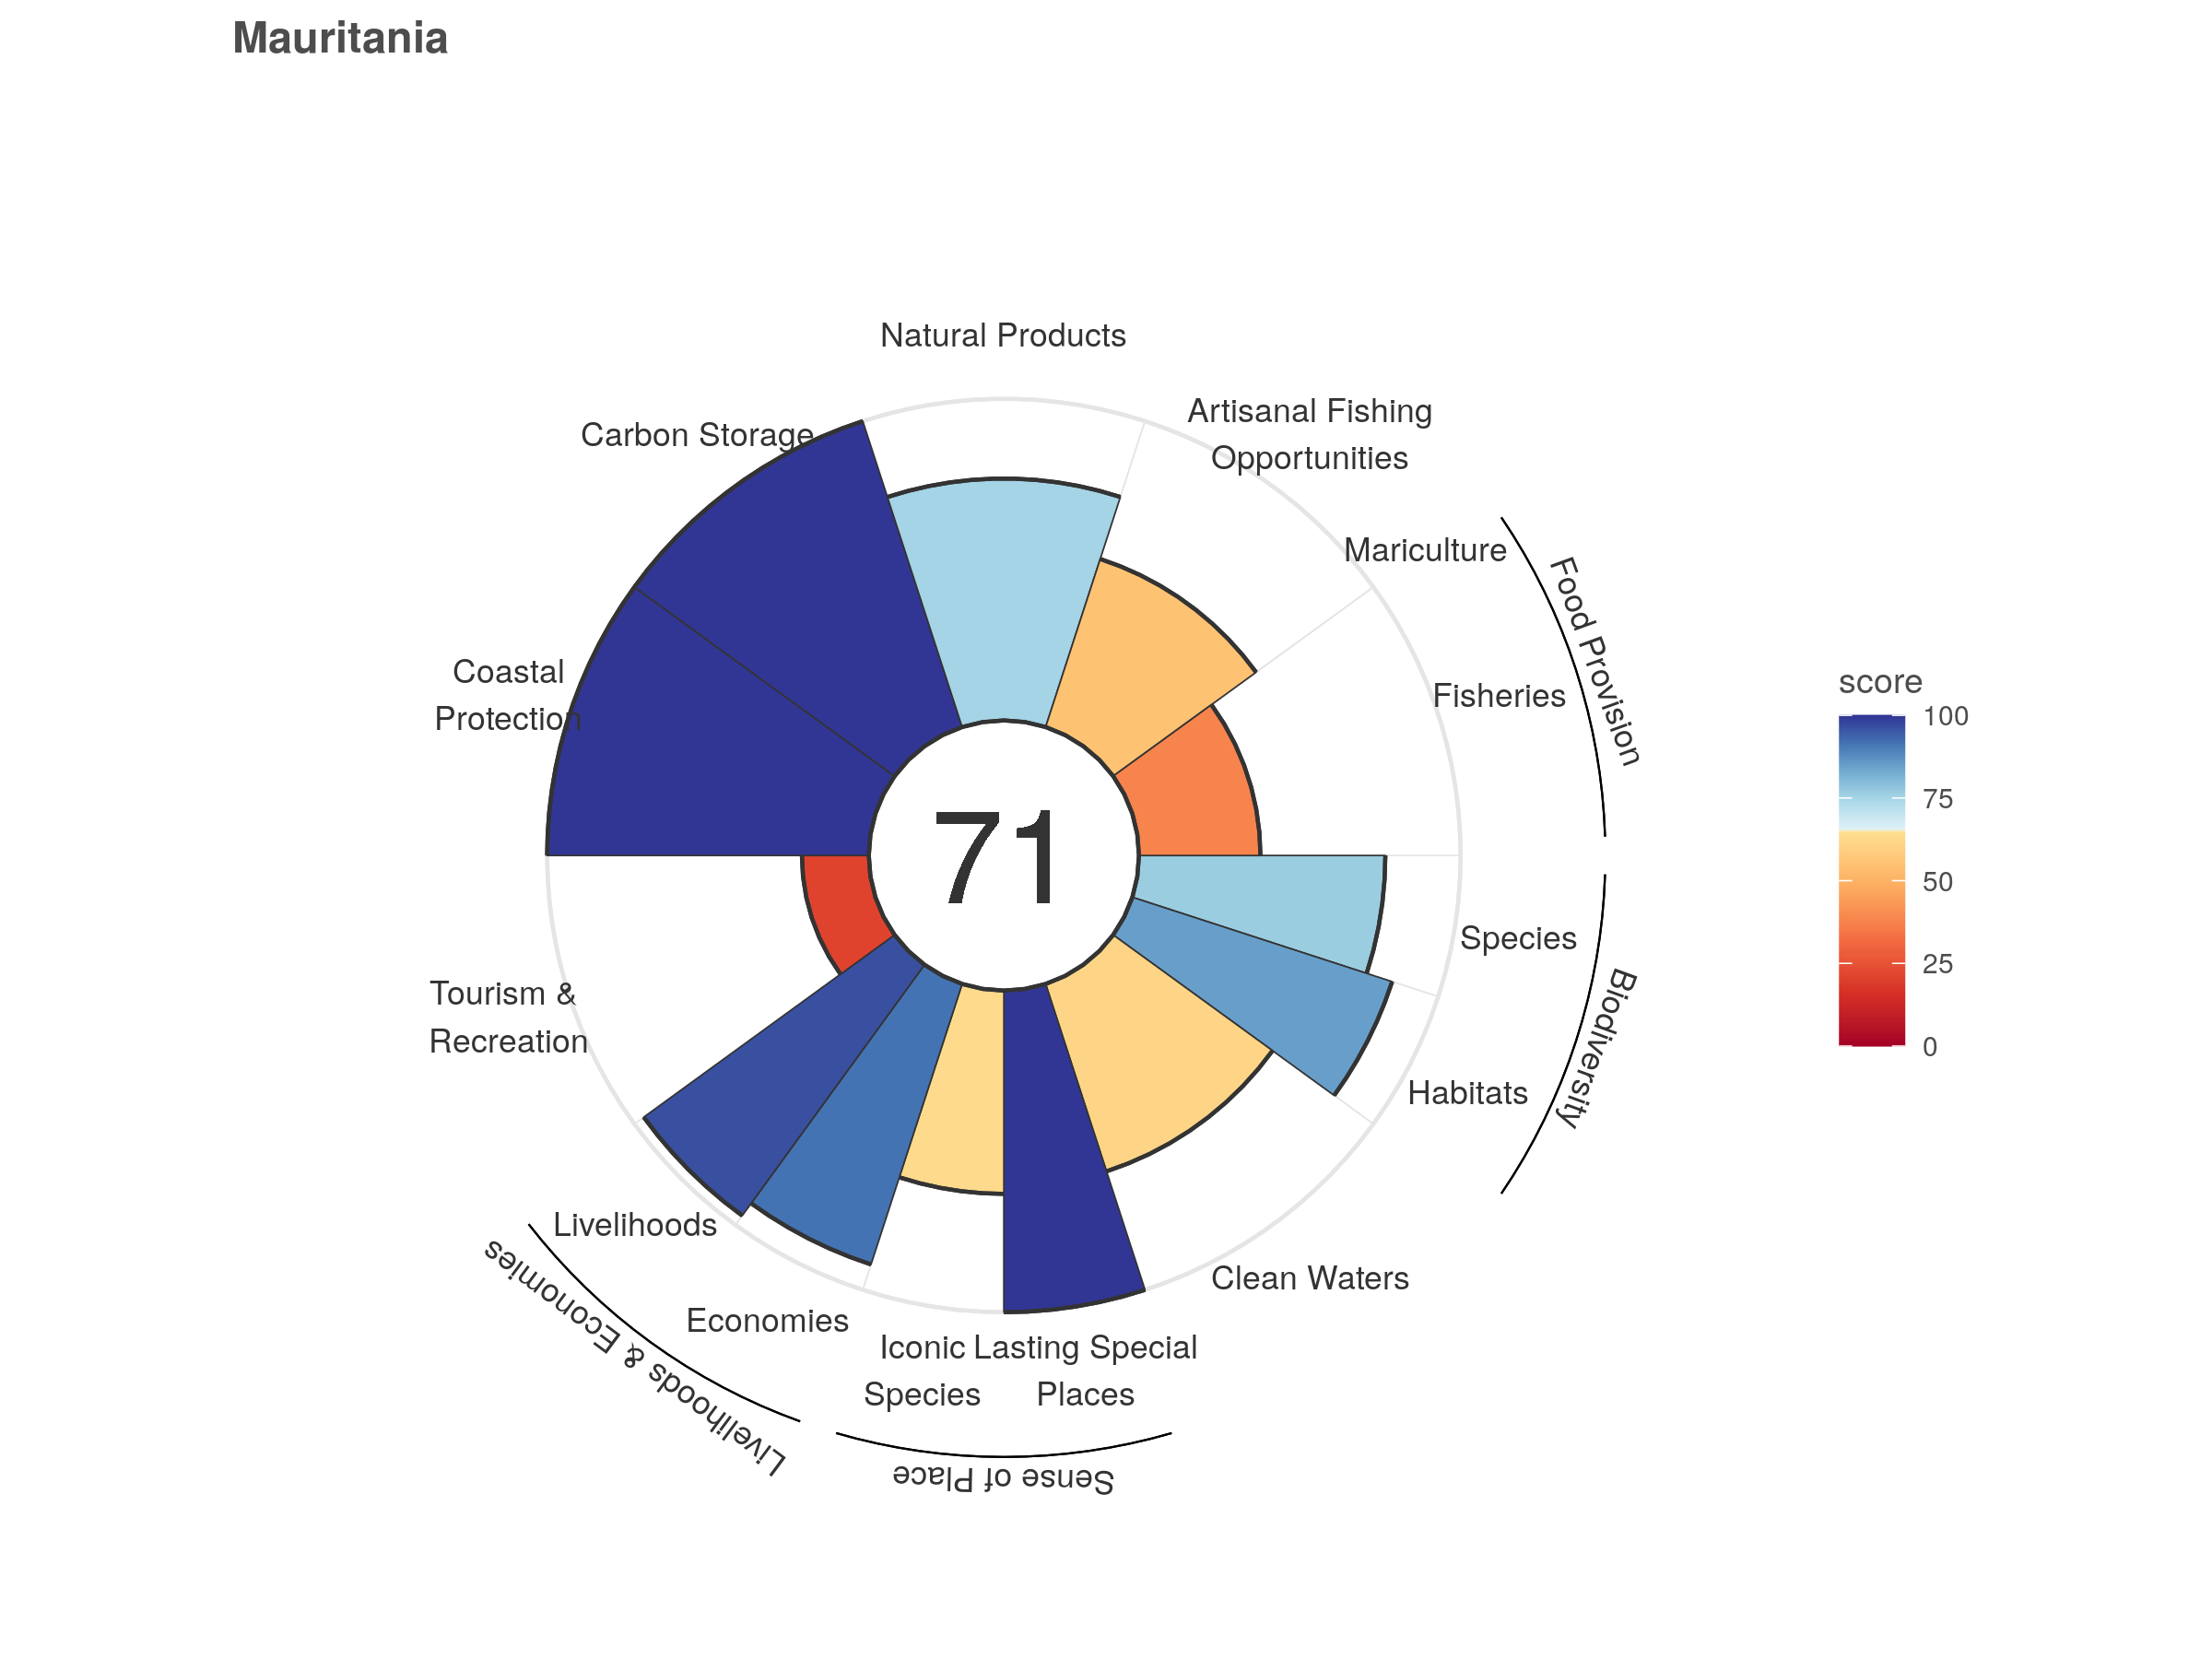 Mauritania
Natural Products
Artisanal Fishing
Opportunities
Carbon Storage
Mariculture
Food Provision
Fisheries
Coastal
Protection
score
100
75
50
25
0
71
Species
Biodiversity
Habitats
Tourism &
Recreation
Livelihoods
Livelihoods & Economies
Economies
Clean Waters
Iconic
Species
Lasting Special
Places
Sense of Place